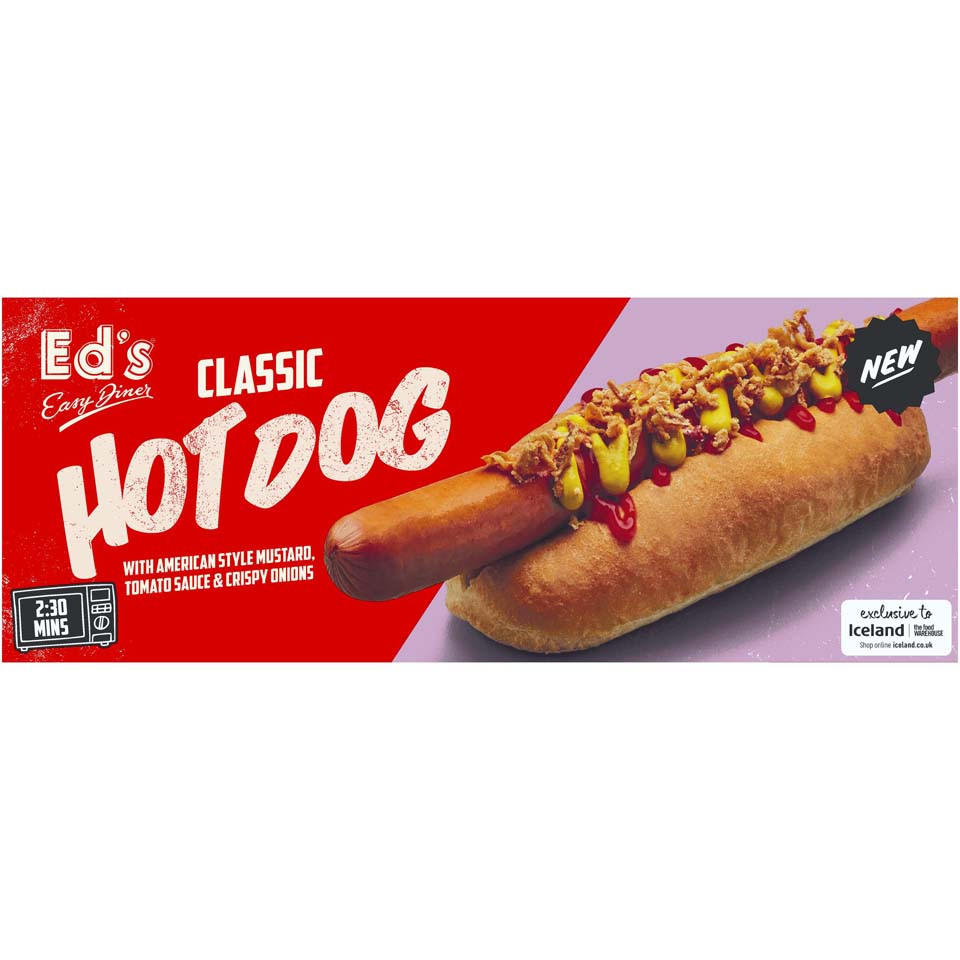 Ed's
Easy Diner
CLASSIC
HOT DOG
WITH AMERICAN STYLE MUSTARD,
TOMATO SAUCE & CRISPY ONIONS
2:30
MINS
NEW
exclusive to
Iceland | the food WAREHOUSE
Shop online iceland.co.uk